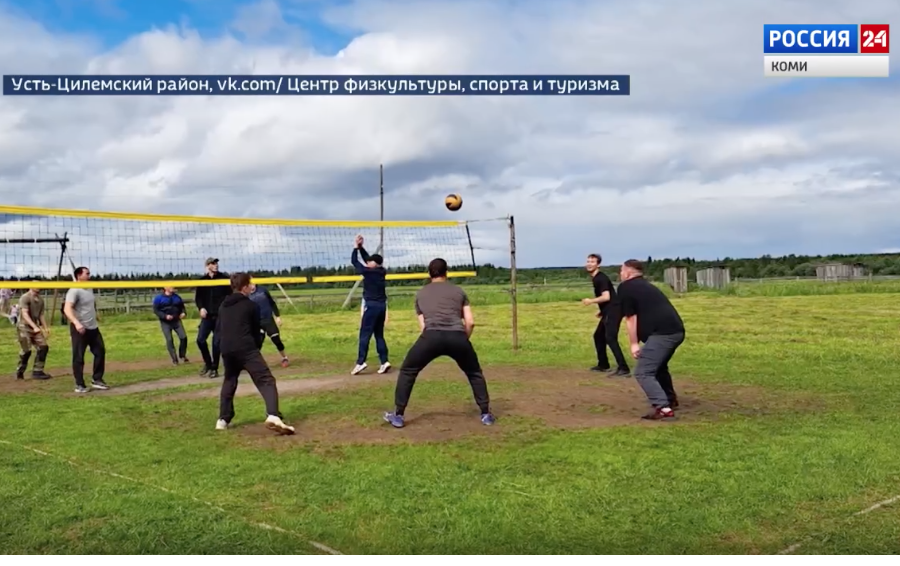 РОССИЯ 24
КОМИ
Усть-Цилемский район, vk.com/ Центр физкультуры, спорта и туризма